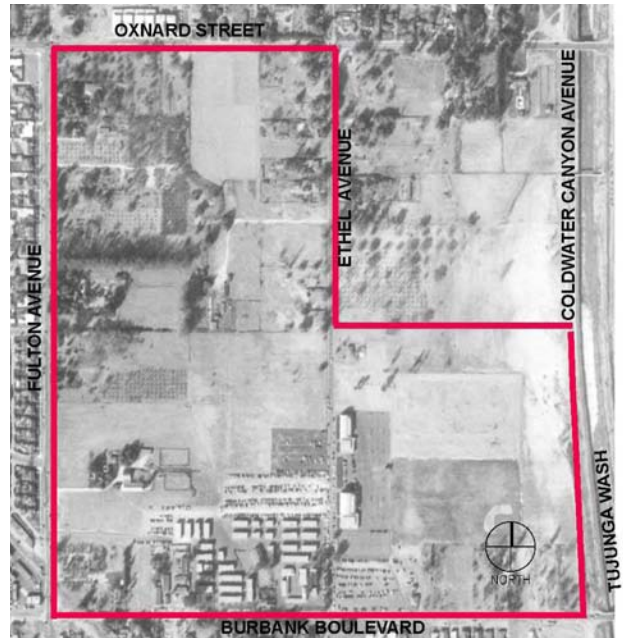 OXNARD STREET
COLDWATER CANYON AVENUE
ETHEL AVENUE
FULTON AVENUE
TUJUNGA WASH
NORTH
BURBANK BOULEVARD